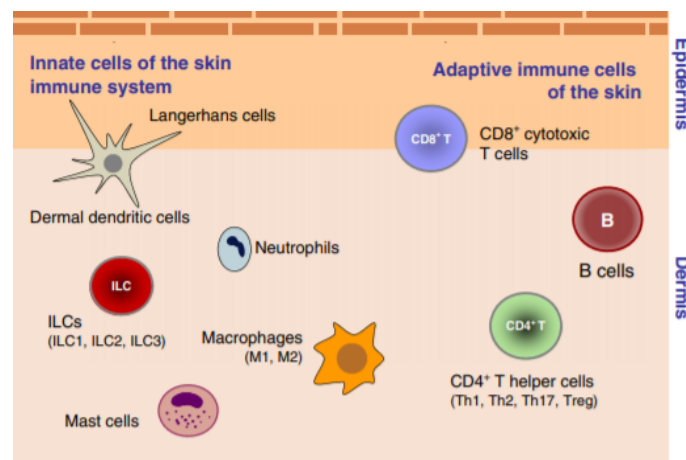 Innate cells of the skin
immune system
Langerhans cells
Dermal dendritic cells
Neutrophils
ILC
ILCs
(ILC1, ILC2, ILC3)
Macrophages
(M1, M2)
Mast cells
Adaptive immune cells
of the skin
CD8⁺ T
CD8⁺ cytotoxic
T cells
B
B cells
CD4⁺ T
CD4⁺ T helper cells
(Th1, Th2, Th17, Treg)
Epidermis
Dermis